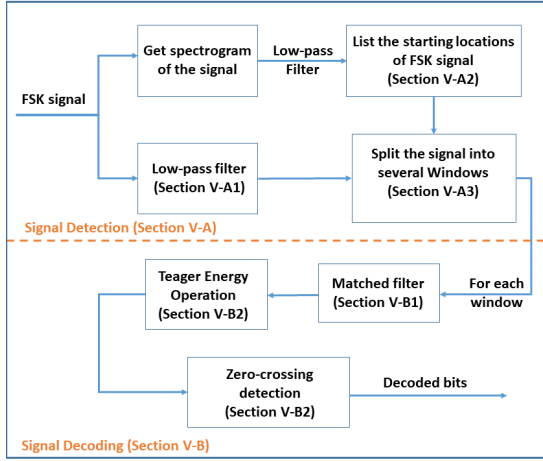 Get spectrogram
of the signal
Low-pass
Filter
List the starting locations
of FSK signal
(Section V-A2)
FSK signal
Low-pass filter
(Section V-A1)
Split the signal into
several Windows
(Section V-A3)
Signal Detection (Section V-A)
For each
window
Matched filter
(Section V-B1)
Teager Energy
Operation
(Section V-B2)
Zero-crossing
detection
(Section V-B2)
Decoded bits
Signal Decoding (Section V-B)